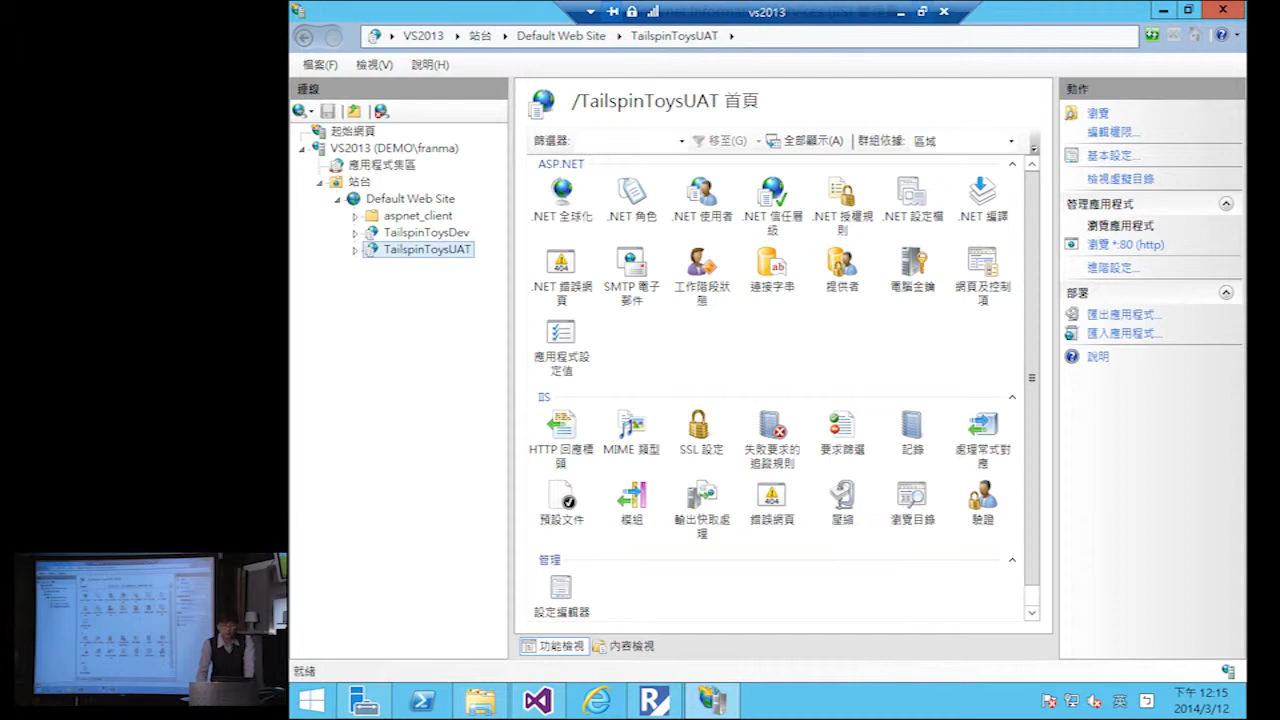 vs2013
VS2013 站台 Default Web Site TailspinToysUAT
檔案(F) 檢視(V) 說明(H)
連線
起始網頁
VS2013 (DEMO\franma)
應用程式集區
站台
Default Web Site
aspnet_client
TailspinToysDev
TailspinToysUAT
/TailspinToysUAT 首頁
篩選器: 移至(G) 全部顯示(A) 群組依據: 區域
ASP.NET
.NET 全球化 .NET 角色 .NET 使用者 .NET 信任層級 .NET 授權規則 .NET 設定檔 .NET 編譯
.NET 錯誤網頁 SMTP 電子郵件 工作階段狀態 連接字串 提供者 電腦金鑰 網頁及控制項
應用程式設定值
IIS
HTTP 回應標頭 MIME 類型 SSL 設定 失敗要求的追蹤規則 要求篩選 記錄 處理常式對應
預設文件 模組 輸出快取處理 錯誤網頁 壓縮 瀏覽目錄 驗證
管理
設定編輯器
功能檢視 內容檢視
動作
瀏覽
編輯權限...
基本設定...
檢視虛擬目錄
管理應用程式
瀏覽應用程式
瀏覽 *:80 (http)
進階設定...
部署
匯出應用程式...
匯入應用程式...
說明
就緒
英
下午 12:15
2014/3/12